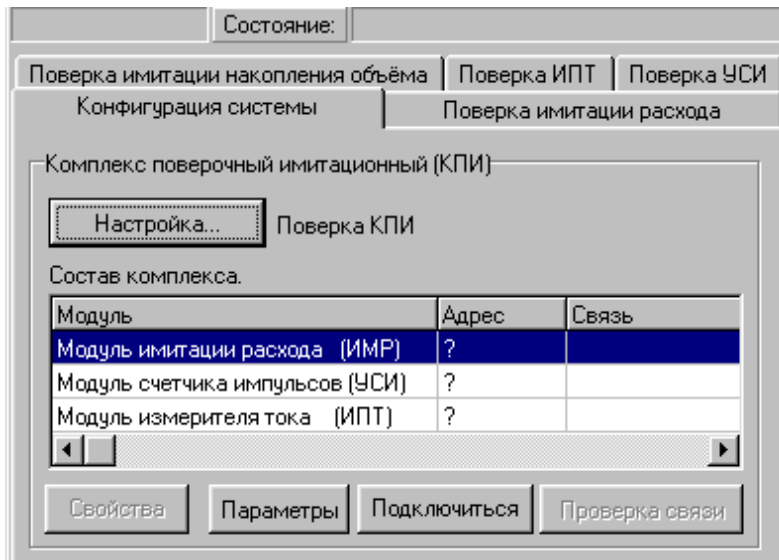 Состояние:
Поверка имитации накопления объёма Поверка ИПТ Поверка УСИ
Конфигурация системы Поверка имитации расхода
Комплекс поверочный имитационный (КПИ)
Настройка... Поверка КПИ
Состав комплекса.
Модуль Адрес Связь
Модуль имитации расхода (ИМР) ?
Модуль счетчика импульсов (УСИ) ?
Модуль измерителя тока (ИПТ) ?
Свойства Параметры Подключиться Проверка связи